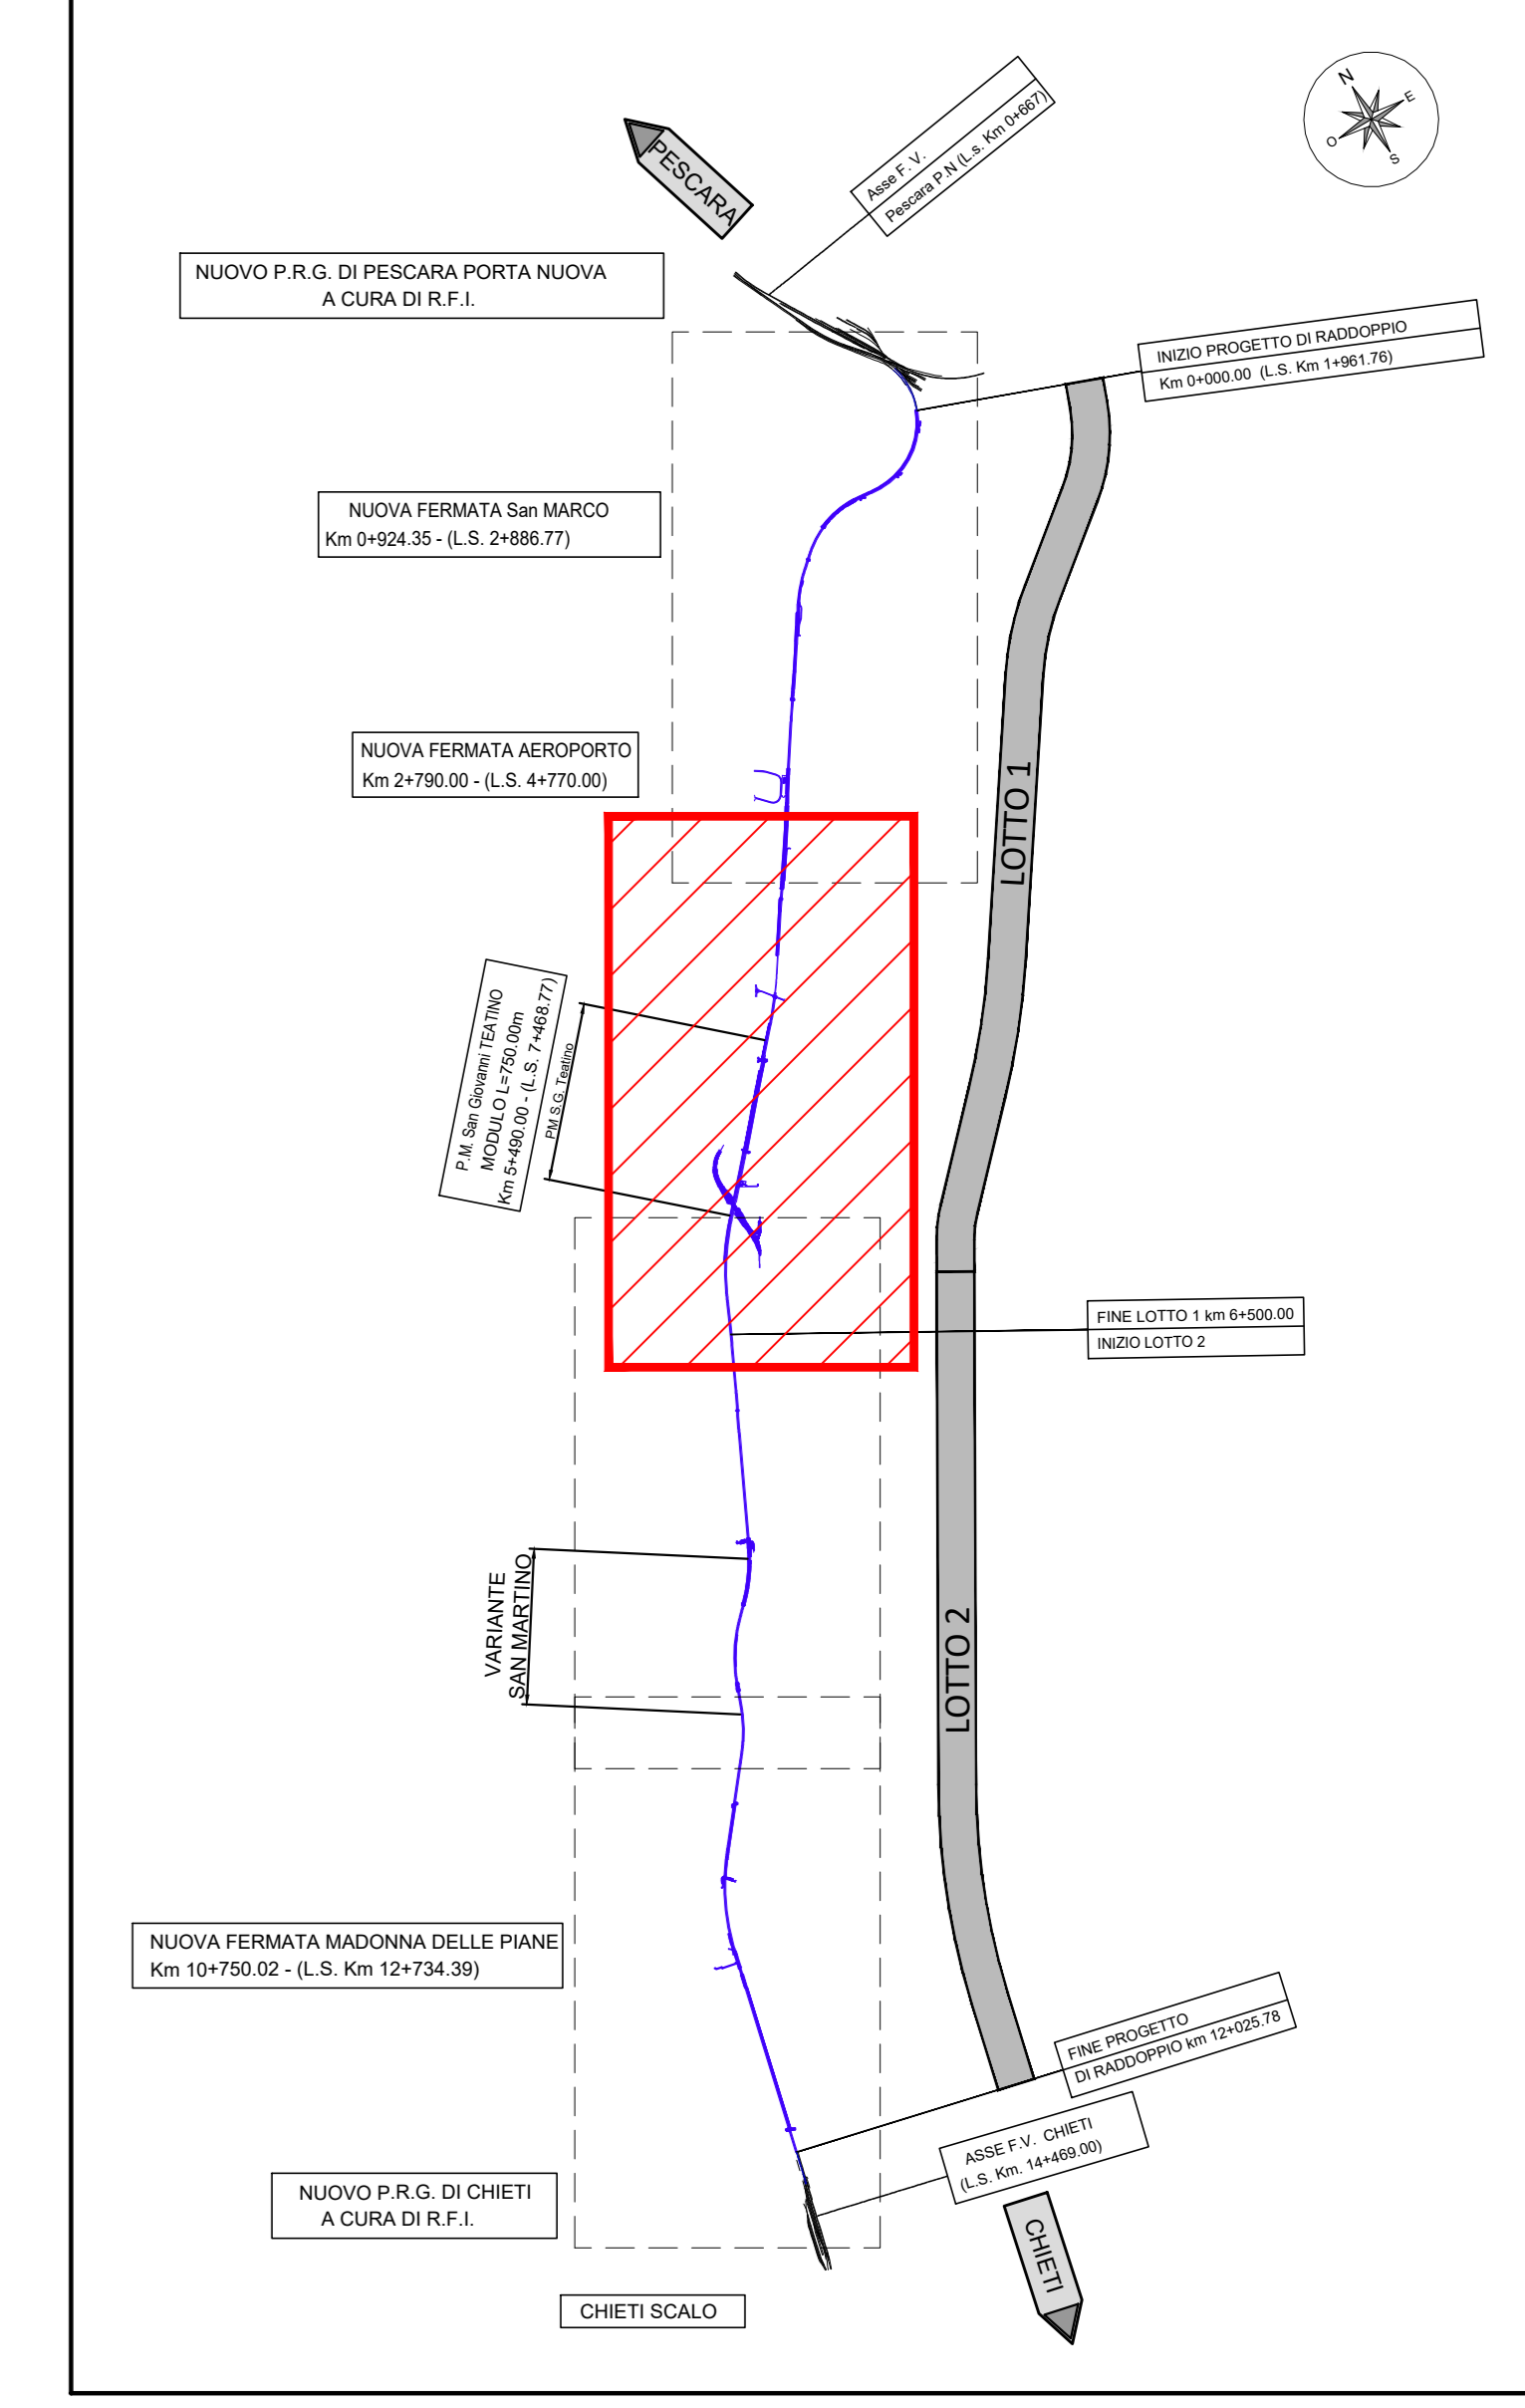 N
E
O
S
PESCARA
Asse F. V.
Pescara P.N (L.s. Km 0+667)
NUOVO P.R.G. DI PESCARA PORTA NUOVA
A CURA DI R.F.I.
INIZIO PROGETTO DI RADDOPPIO
Km 0+000.00 (L.S. Km 1+961.76)
NUOVA FERMATA San MARCO
Km 0+924.35 - (L.S. 2+886.77)
NUOVA FERMATA AEROPORTO
Km 2+790.00 - (L.S. 4+770.00)
LOTTO 1
P.M. San Giovanni TEATINO
MODULO L=750.00m
Km 5+490.00 - (L.S. 7+468.77)
PM S.G. Teatino
FINE LOTTO 1 km 6+500.00
INIZIO LOTTO 2
VARIANTE
SAN MARTINO
LOTTO 2
NUOVA FERMATA MADONNA DELLE PIANE
Km 10+750.02 - (L.S. Km 12+734.39)
FINE PROGETTO
DI RADDOPPIO km 12+025.78
ASSE F.V. CHIETI
(L.S. Km. 14+469.00)
NUOVO P.R.G. DI CHIETI
A CURA DI R.F.I.
CHIETI
CHIETI SCALO